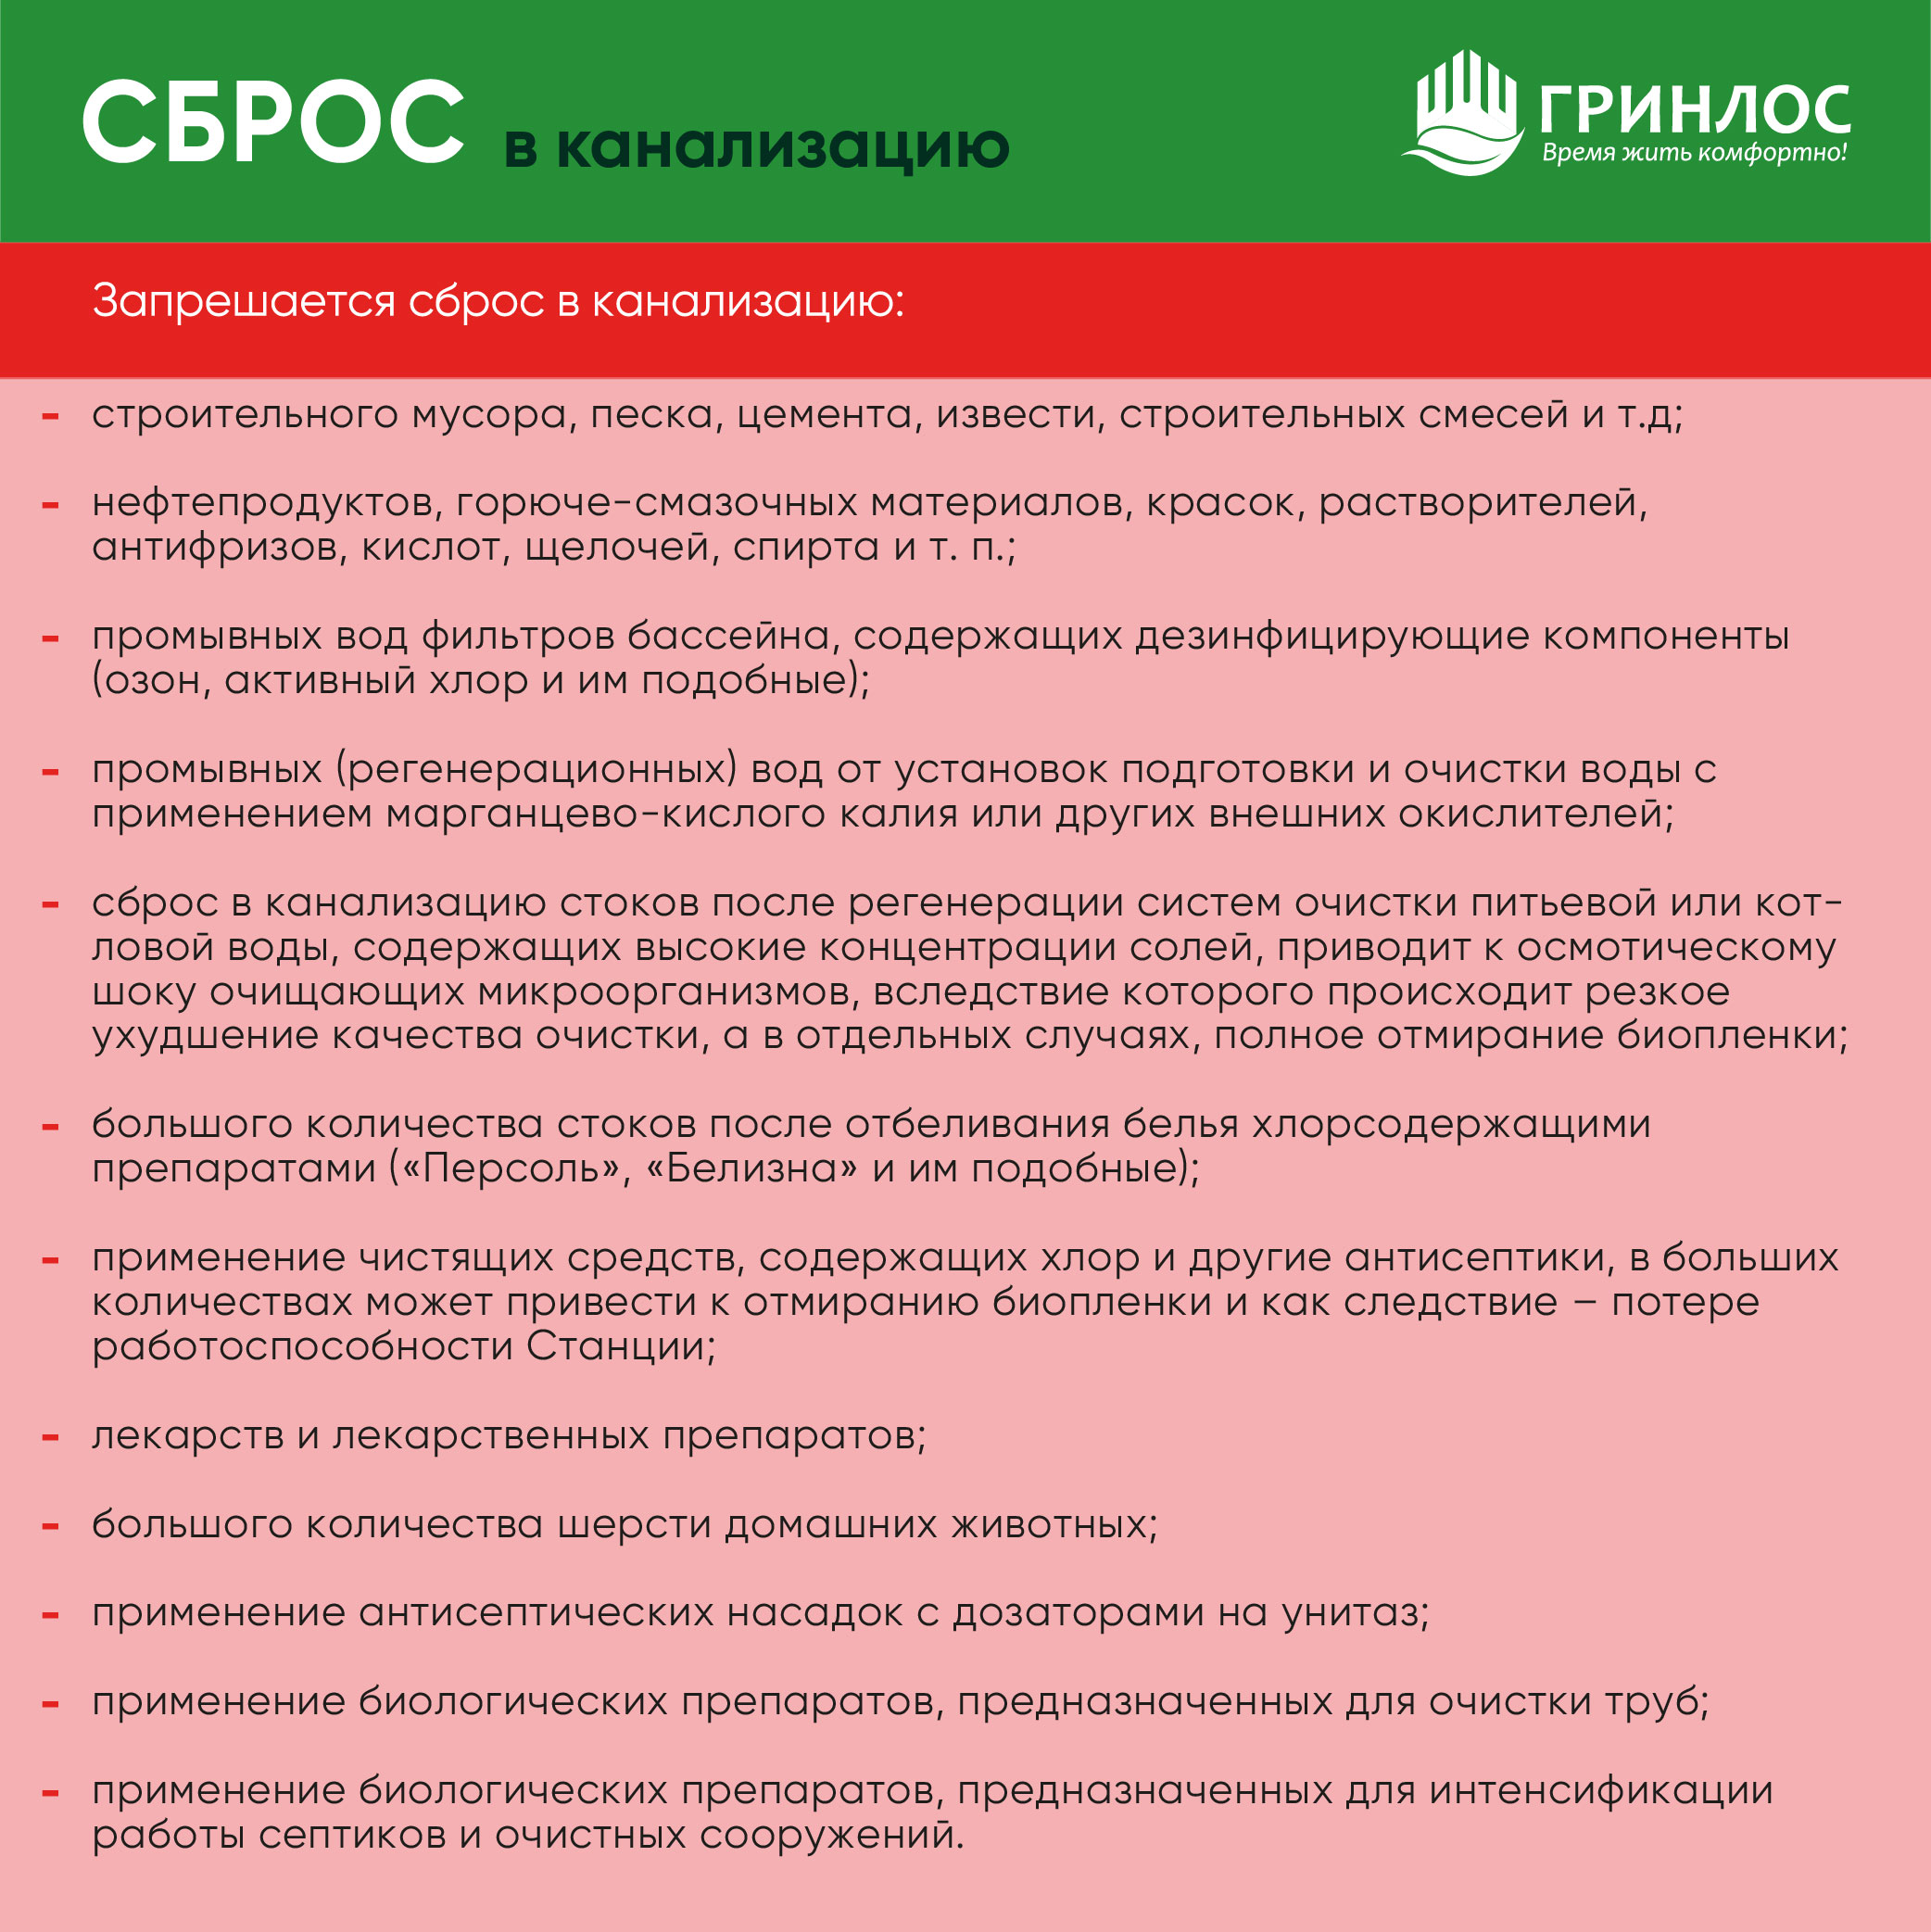 СБРОС в канализацию
ГРИНЛОС
Время жить комфортно!
Запрешается сброс в канализацию:
- строительного мусора, песка, цемента, извести, строительных смесей и т.д;
- нефтепродуктов, горюче-смазочных материалов, красок, растворителей,
антифризов, кислот, щелочей, спирта и т. п.;
- промывных вод фильтров бассейна, содержащих дезинфицирующие компоненты
(озон, активный хлор и им подобные);
- промывных (регенерационных) вод от установок подготовки и очистки воды с
применением марганцево-кислого калия или других внешних окислителей;
- сброс в канализацию стоков после регенерации систем очистки питьевой или кот-
ловой воды, содержащих высокие концентрации солей, приводит к осмотическому
шоку очищающих микроорганизмов, вследствие которого происходит резкое
ухудшение качества очистки, а в отдельных случаях, полное отмирание биопленки;
- большого количества стоков после отбеливания белья хлорсодержащими
препаратами («Персоль», «Белизна» и им подобные);
- применение чистящих средств, содержащих хлор и другие антисептики, в больших
количествах может привести к отмиранию биопленки и как следствие – потере
работоспособности Станции;
- лекарств и лекарственных препаратов;
- большого количества шерсти домашних животных;
- применение антисептических насадок с дозаторами на унитаз;
- применение биологических препаратов, предназначенных для очистки труб;
- применение биологических препаратов, предназначенных для интенсификации
работы септиков и очистных сооружений.